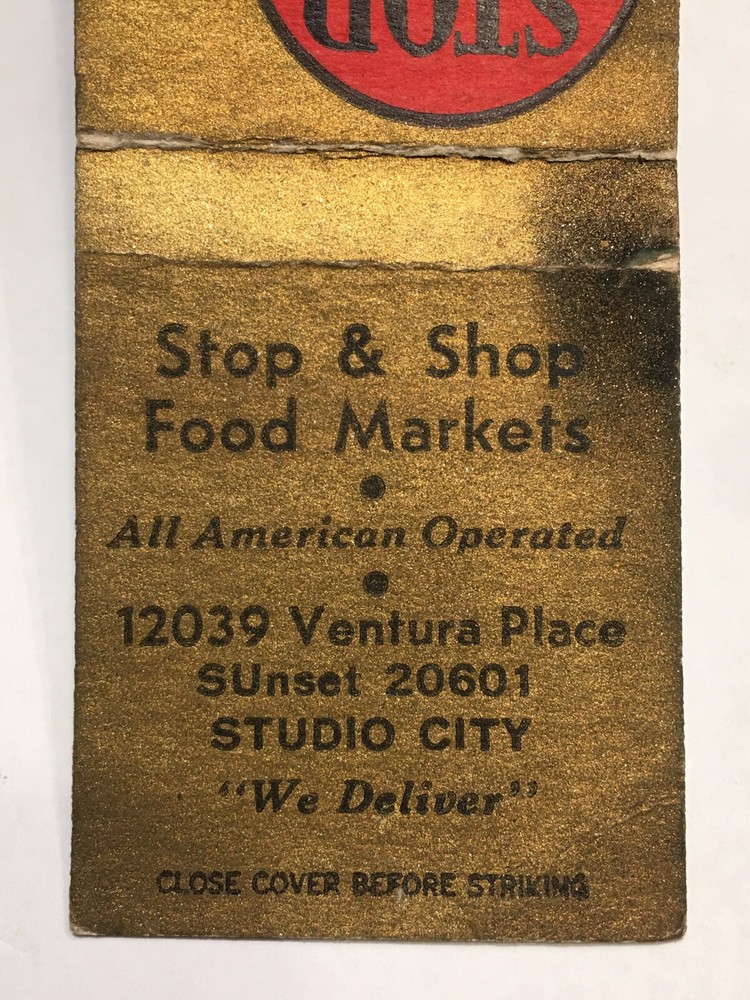 STOP
Stop & Shop
Food Markets
All American Operated
12039 Ventura Place
SUnset 20601
STUDIO CITY
"We Deliver"
CLOSE COVER BEFORE STRIKING